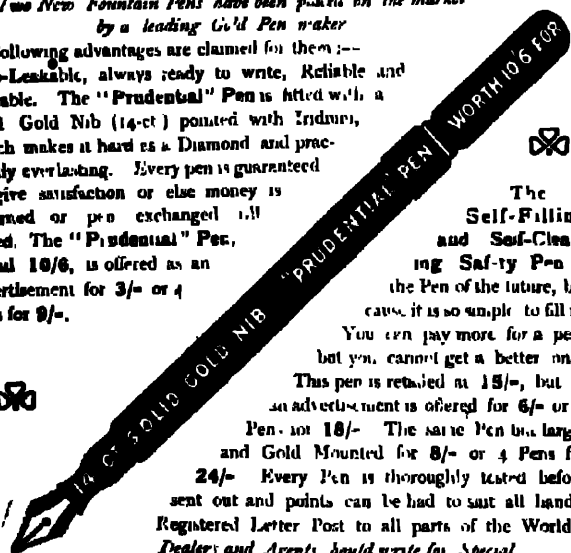 Two New Fountain Pens have been placed on the market
by a leading Gold Pen maker
ollowing advantages are claimed for them :--
-Leakable, always ready to write, Reliable and
able. The "Prudential" Pen is fitted with a
Gold Nib (14-ct) pointed with Iridium,
ch makes it hard as a Diamond and prac-
ly everlasting. Every pen is guaranteed
give satisfaction or else money is
rned or pen exchanged till
ed. The "Prudential" Pen,
10/6, is offered as an
ertisement for 3/- or 4
s for 9/-.
14 CT SOLID GOLD NIB "PRUDENTIAL" PEN WORTH 10'6 FOR
The
Self-Fillin
and Self-Clea
ing Saf-ty Pen
the Pen of the future, b
cause it is so simple to fill
You can pay more for a pe
but you cannot get a better on
This pen is retailed at 15/-, but
an advertisement is offered for 6/- or
Pens for 18/- The same Pen but larg
and Gold Mounted for 8/- or 4 Pens f
24/- Every Pen is thoroughly tested befo
sent out and points can be had to suit all hand
Registered Letter Post to all parts of the World
Dealers and Agents should write for Special